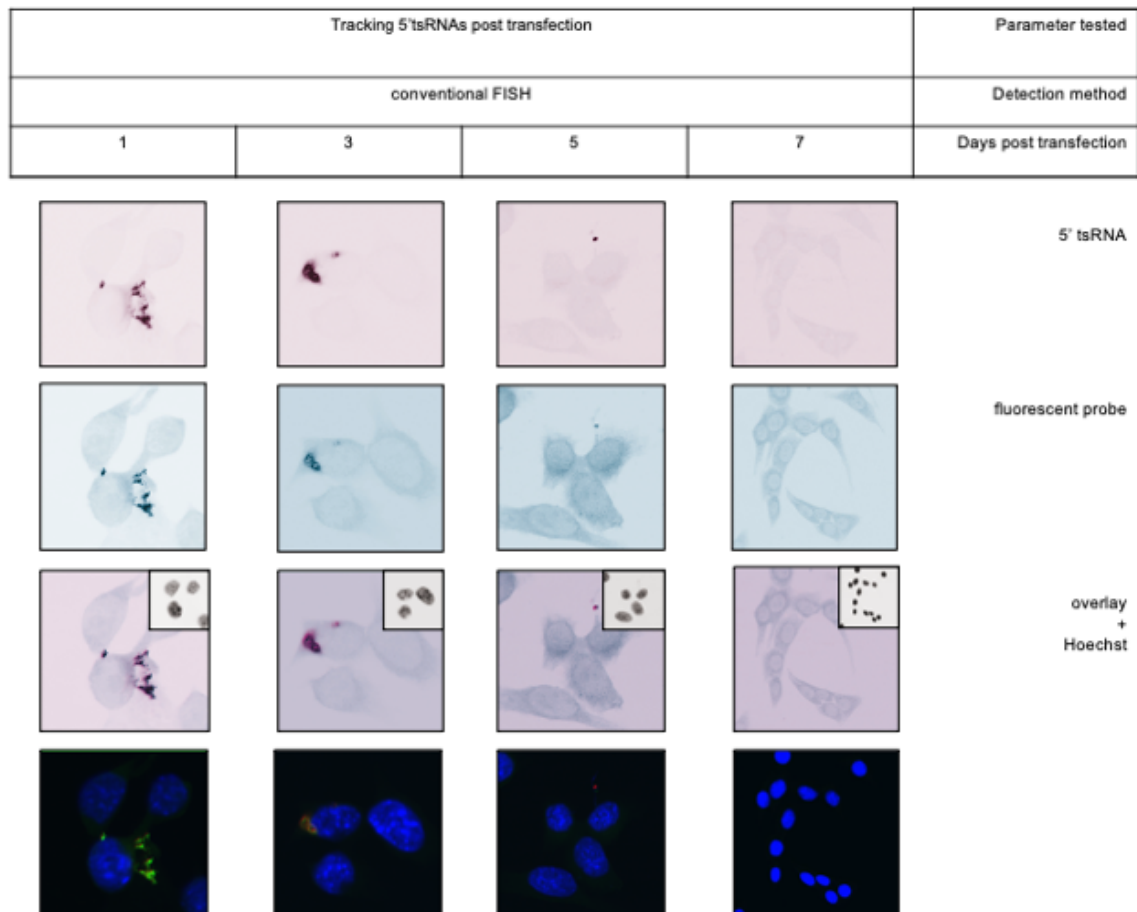 Tracking 5'tsRNAs post transfection Parameter tested
conventional FISH Detection method
1 3 5 7 Days post transfection
5' tsRNA
fluorescent probe
overlay
+
Hoechst